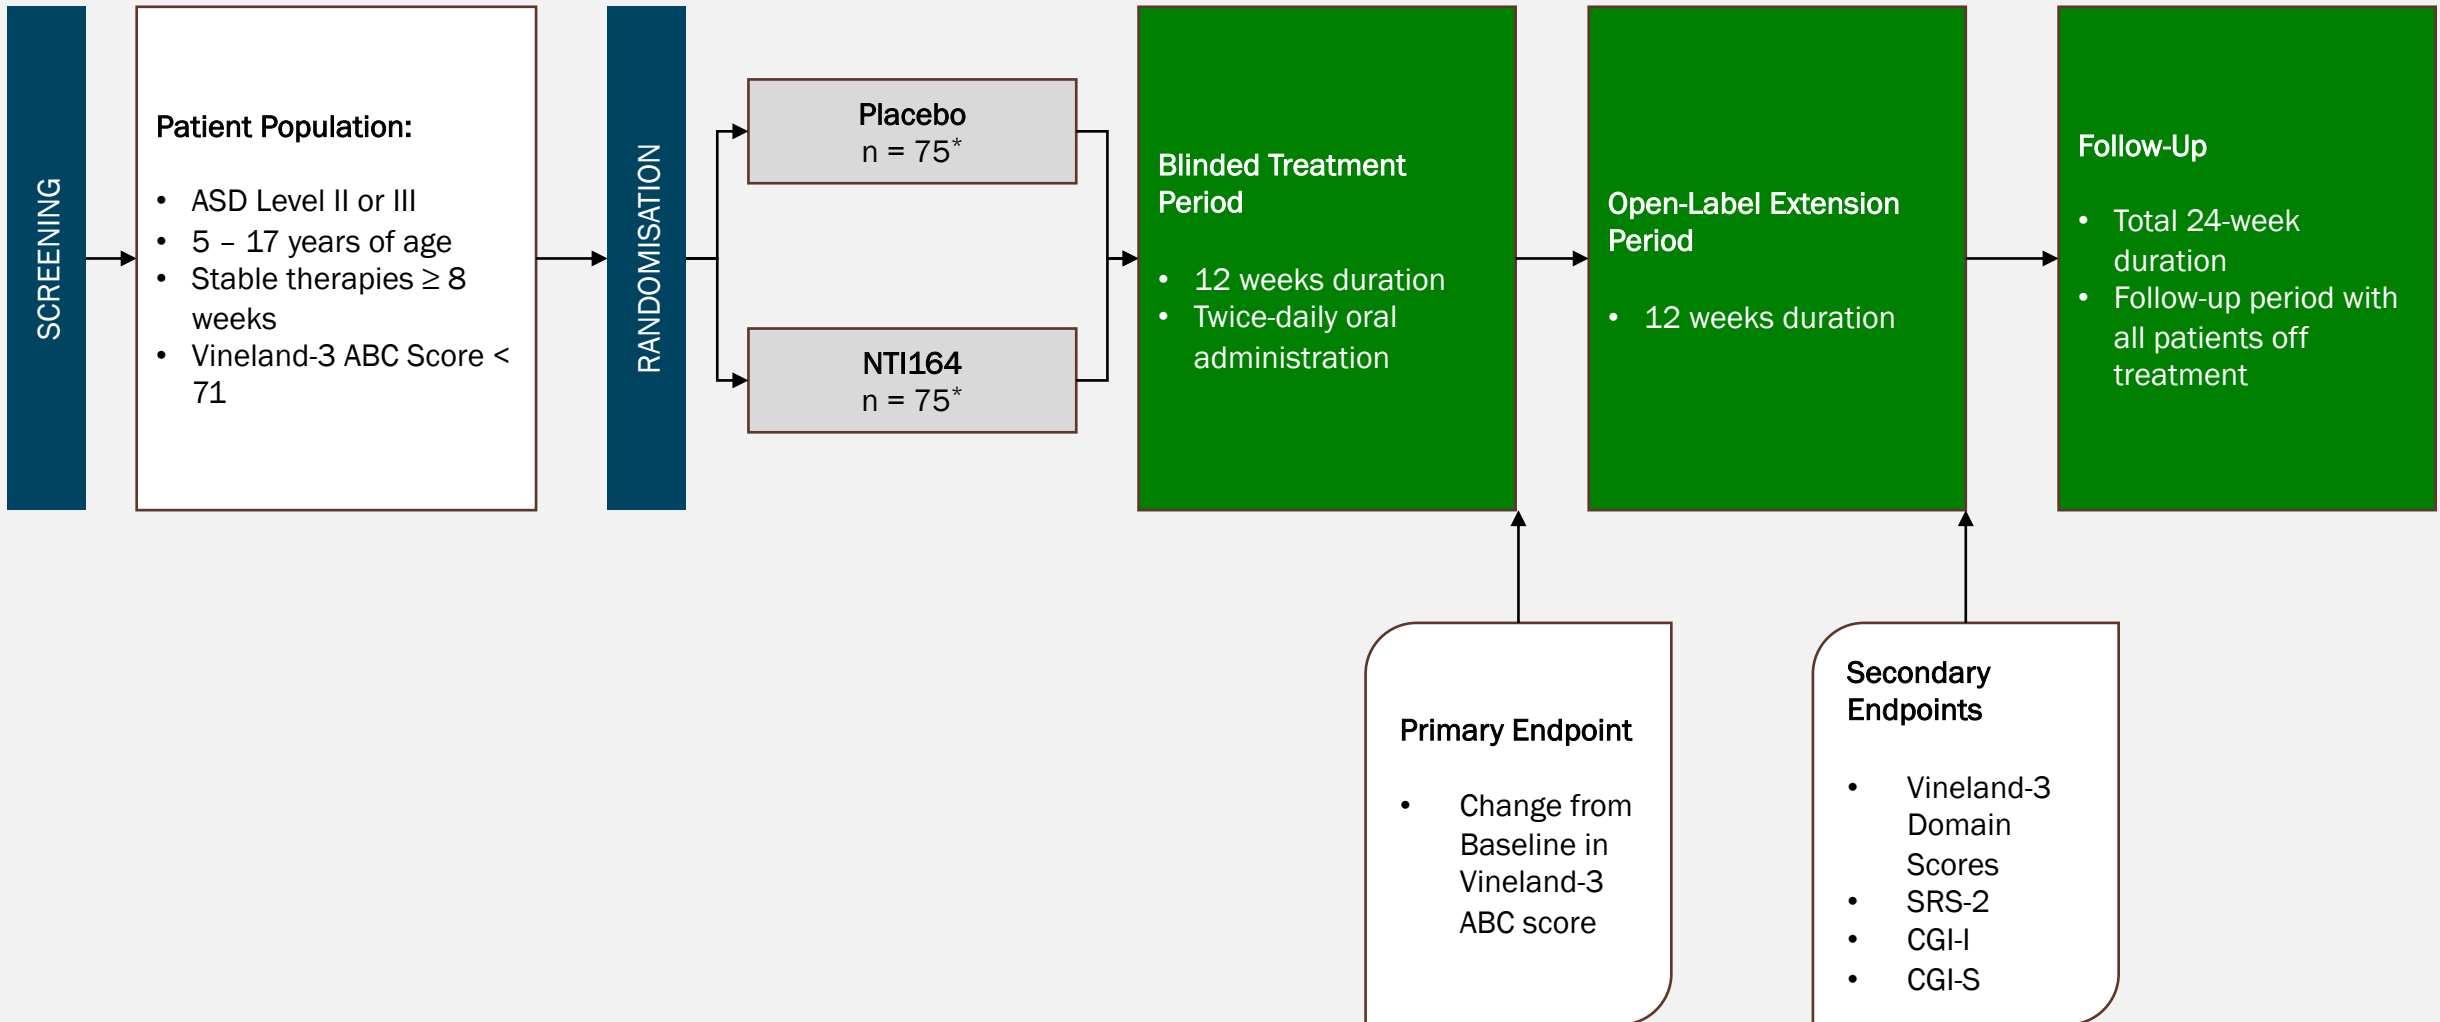 SCREENING
Patient Population:
• ASD Level II or III
• 5 – 17 years of age
• Stable therapies ≥ 8
weeks
• Vineland-3 ABC Score <
71
RANDOMISATION
Placebo
n = 75*
NTI164
n = 75*
Blinded Treatment
Period
• 12 weeks duration
• Twice-daily oral
administration
Open-Label Extension
Period
• 12 weeks duration
Follow-Up
• Total 24-week
duration
• Follow-up period with
all patients off
treatment
Primary Endpoint
• Change from
Baseline in
Vineland-3
ABC score
Secondary
Endpoints
• Vineland-3
Domain
Scores
• SRS-2
• CGI-I
• CGI-S